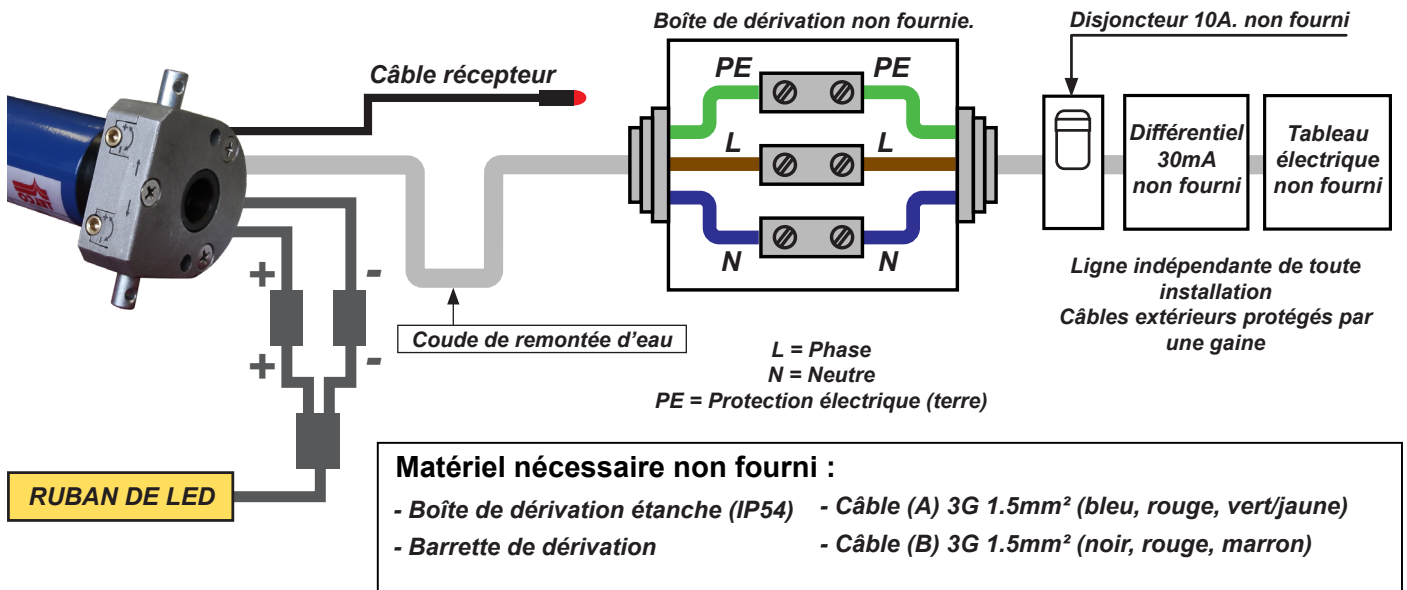 Boîte de dérivation non fournie.
Disjoncteur 10A. non fourni
Câble récepteur
PE PE
L L
N N
Différentiel
30mA
non fourni
Tableau
électrique
non fourni
+ -
+ -
Coude de remontée d'eau
L = Phase
N = Neutre
PE = Protection électrique (terre)
Ligne indépendante de toute
installation
Câbles extérieurs protégés par
une gaine
RUBAN DE LED
Matériel nécessaire non fourni :
- Boîte de dérivation étanche (IP54)
- Barrette de dérivation
- Câble (A) 3G 1.5mm² (bleu, rouge, vert/jaune)
- Câble (B) 3G 1.5mm² (noir, rouge, marron)